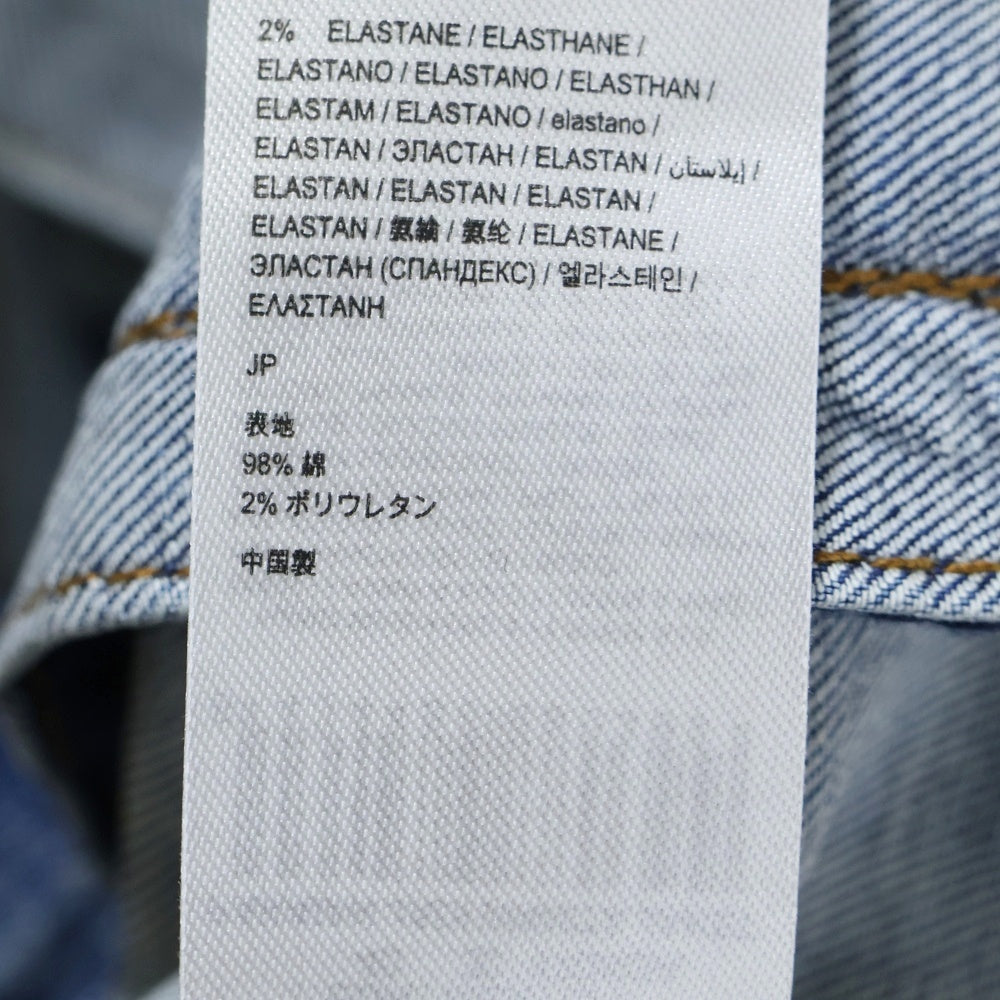 2% ELASTANE / ELASTHANE /
ELASTANO / ELASTANO / ELASTHAN /
ELASTAM / ELASTANO / elastano /
ELASTAN / ЭЛАСТАН / ELASTAN / إيلاستان /
ELASTAN / ELASTAN / ELASTAN /
ELASTAN / 氨綸 / 氨纶 / ELASTANE /
ЭЛАСТАН (СПАНДЕКС) / 엘라스테인 /
ΕΛΑΣΤΑΝΗ
JP
表地
98% 綿
2% ポリウレタン
中国製